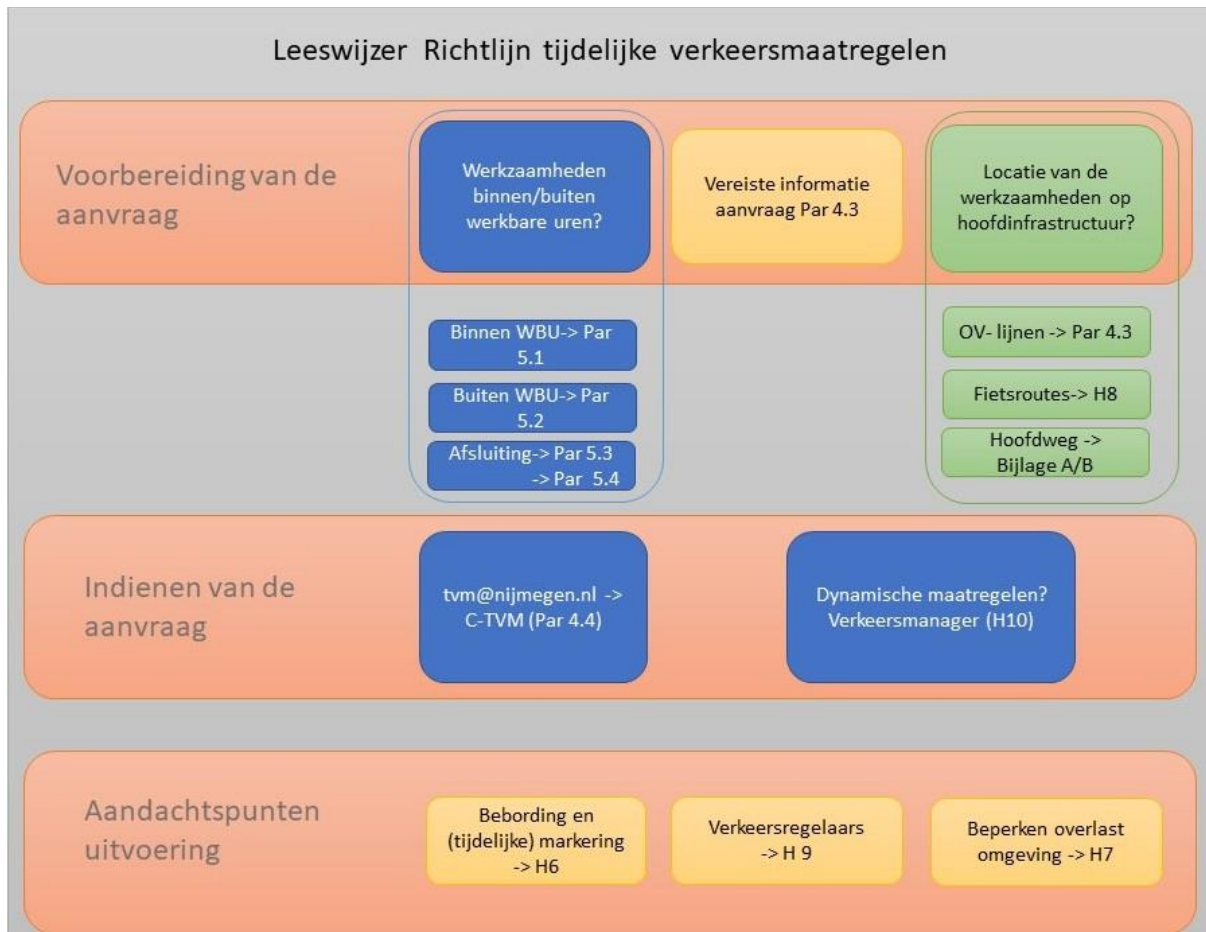 Leeswijzer Richtlijn tijdelijke verkeersmaatregelen
Voorbereiding van de
aanvraag
Werkzaamheden
binnen/buiten
werkbare uren?
Vereiste informatie
aanvraag Par 4.3
Locatie van de
werkzaamheden op
hoofdinfrastructuur?
Binnen WBU-> Par
5.1
Buiten WBU-> Par
5.2
Afsluiting-> Par 5.3
-> Par 5.4
OV- lijnen -> Par 4.3
Fietsroutes-> H8
Hoofdweg ->
Bijlage A/B
Indienen van de
aanvraag
tvm@nijmegen.nl ->
C-TVM (Par 4.4)
Dynamische maatregelen?
Verkeersmanager (H10)
Aandachtspunten
uitvoering
Bebording en
(tijdelijke) markering
-> H6
Verkeersregelaars
-> H 9
Beperken overlast
omgeving -> H7